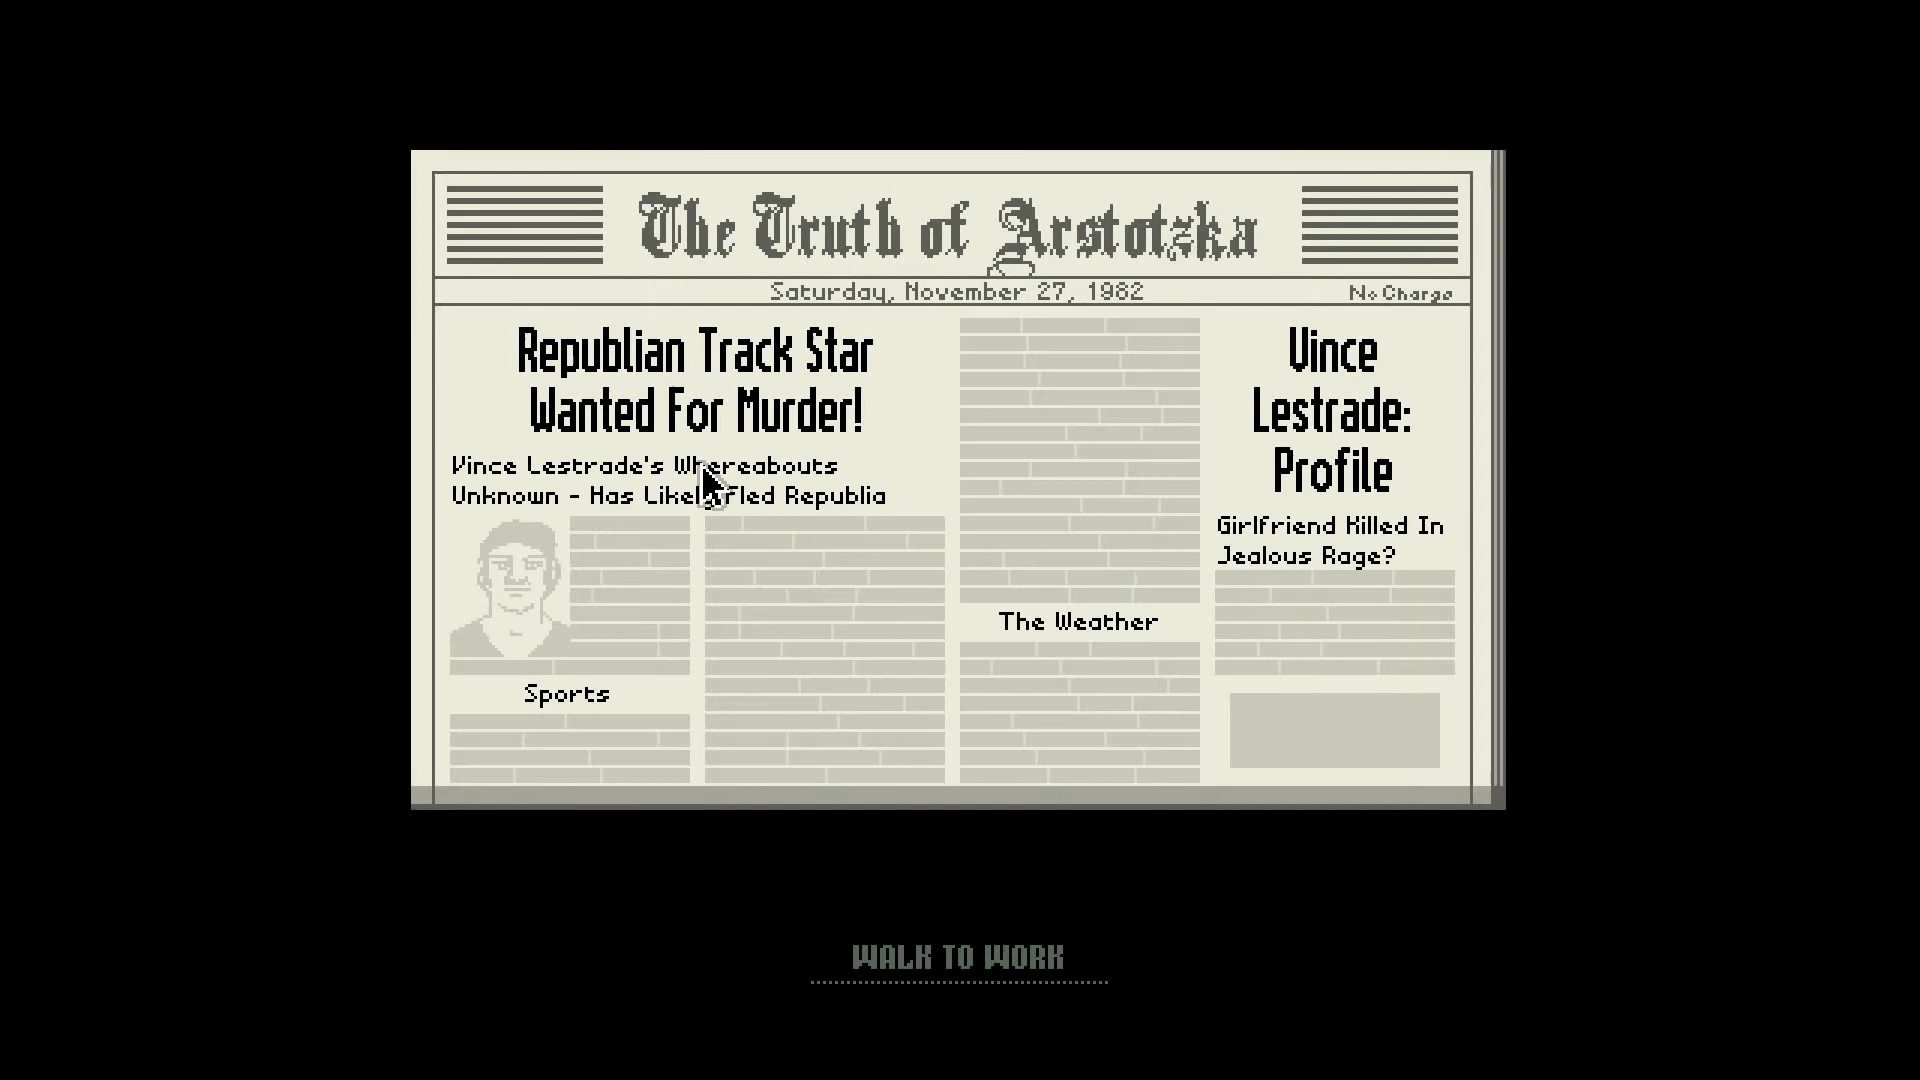 The Truth of Arstotzka
Saturday, November 27, 1982
No Charge
Republian Track Star
Wanted For Murder!
Vince Lestrade's Whereabouts
Unknown - Has Likely Fled Republia
Sports
The Weather
Vince
Lestrade:
Profile
Girlfriend Killed In
Jealous Rage?
WALK TO WORK